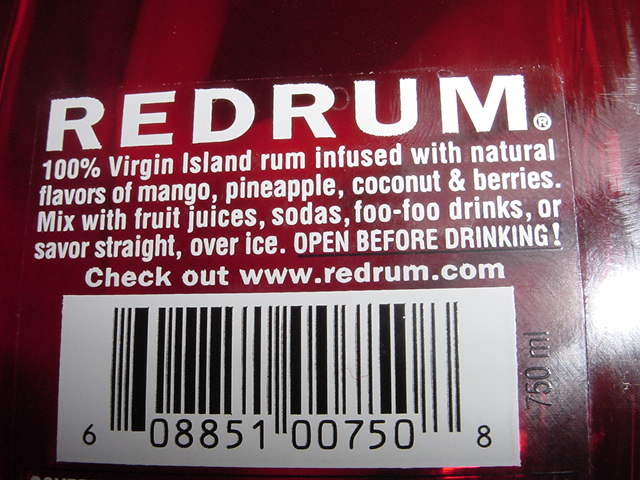 REDRUM®
100% Virgin Island rum infused with natural
flavors of mango, pineapple, coconut & berries.
Mix with fruit juices, sodas, foo-foo drinks, or
savor straight, over ice. OPEN BEFORE DRINKING!
Check out www.redrum.com
750 ml
6 08851 00750 8